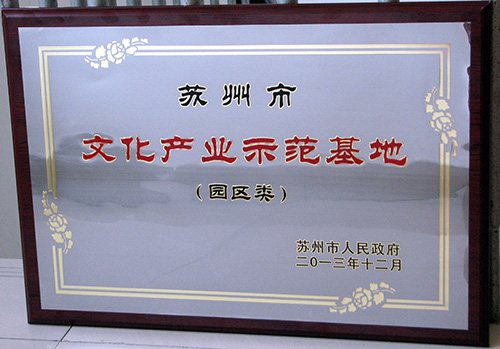 苏州市
文化产业示范基地
(园区类)
苏州市人民政府
二〇一三年十二月